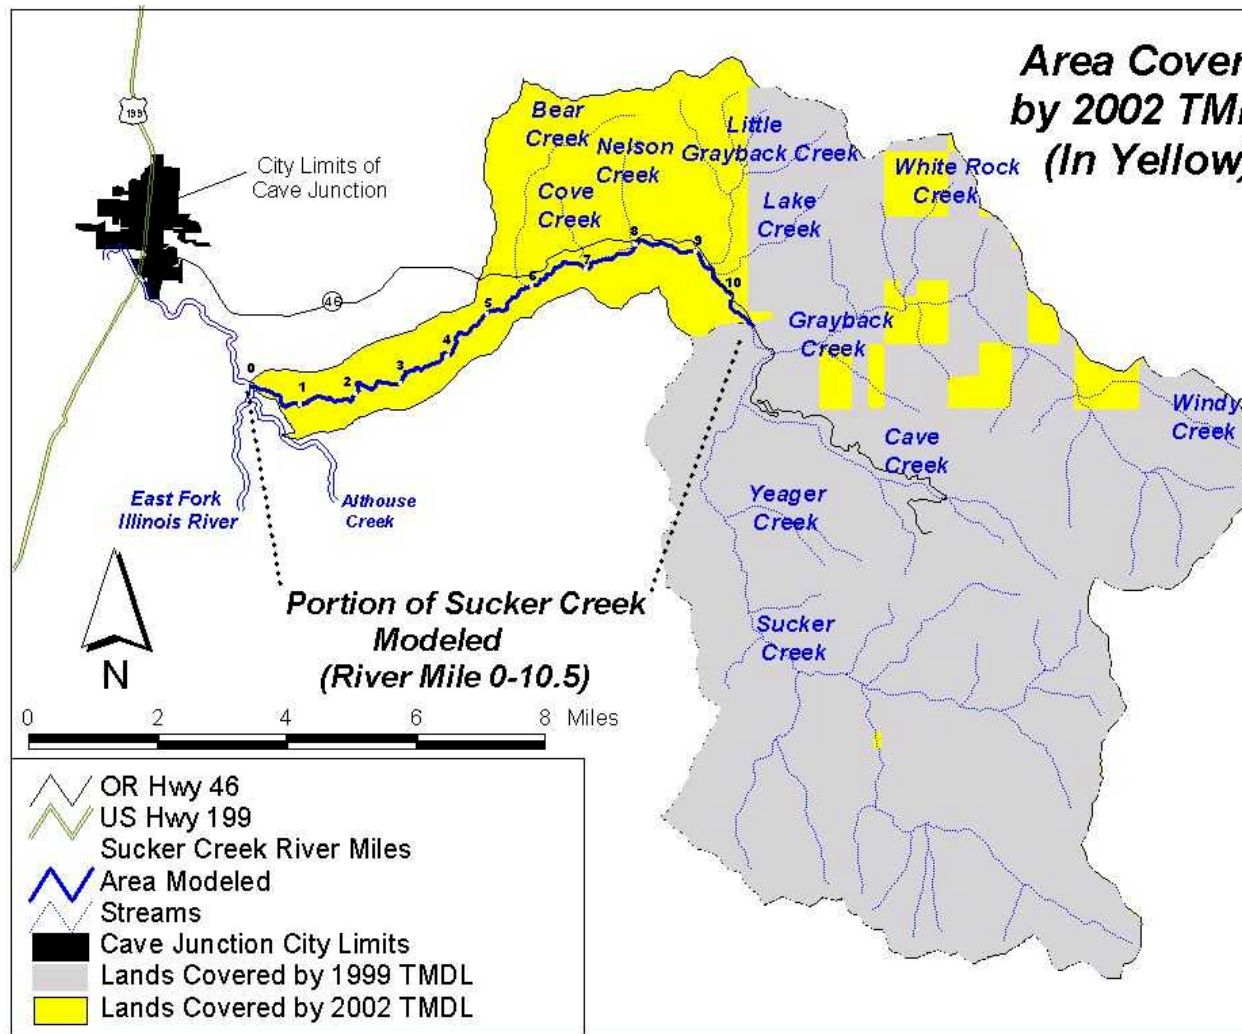 Area Cover
by 2002 TM
(In Yellow
199
City Limits of
Cave Junction
Bear
Creek
Nelson
Creek
Cove
Creek
Little
Grayback Creek
Lake
Creek
White Rock
Creek
46
0
1
2
3
4
5
6
7
8
9
10
Grayback
Creek
Windy
Creek
Cave
Creek
East Fork
Illinois River
Althouse
Creek
Yeager
Creek
Sucker
Creek
Portion of Sucker Creek
Modeled
(River Mile 0-10.5)
N
0 2 4 6 8 Miles
OR Hwy 46
US Hwy 199
Sucker Creek River Miles
Area Modeled
Streams
Cave Junction City Limits
Lands Covered by 1999 TMDL
Lands Covered by 2002 TMDL